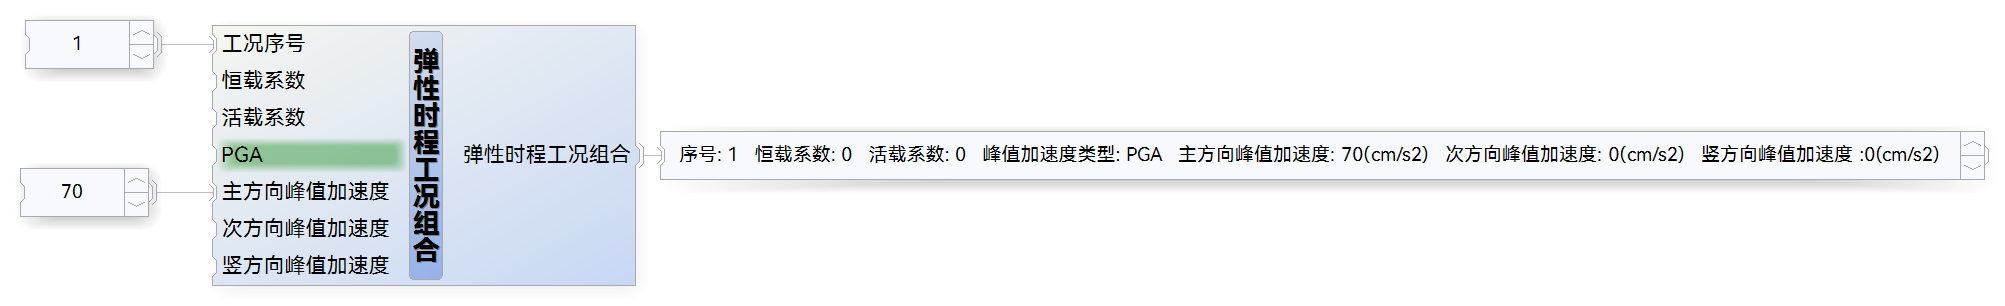 1
70
工况序号
恒载系数
活载系数
PGA
主方向峰值加速度
次方向峰值加速度
竖方向峰值加速度
弹性时程工况组合
弹性时程工况组合
序号: 1 恒载系数: 0 活载系数: 0 峰值加速度类型: PGA 主方向峰值加速度: 70(cm/s2) 次方向峰值加速度: 0(cm/s2) 竖方向峰值加速度 :0(cm/s2)